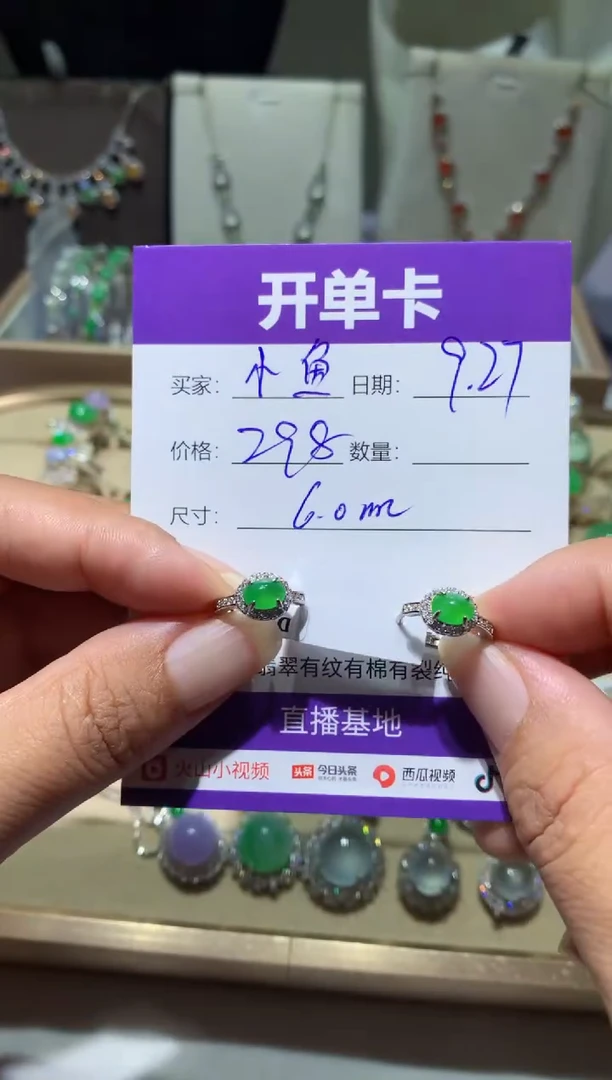 开单卡
买家: 小鱼 日期: 9.27
价格: 298 数量:
尺寸: 6.0mm
翡翠有纹有棉有裂纯
直播基地
火山小视频 头条 今日头条 西瓜视频